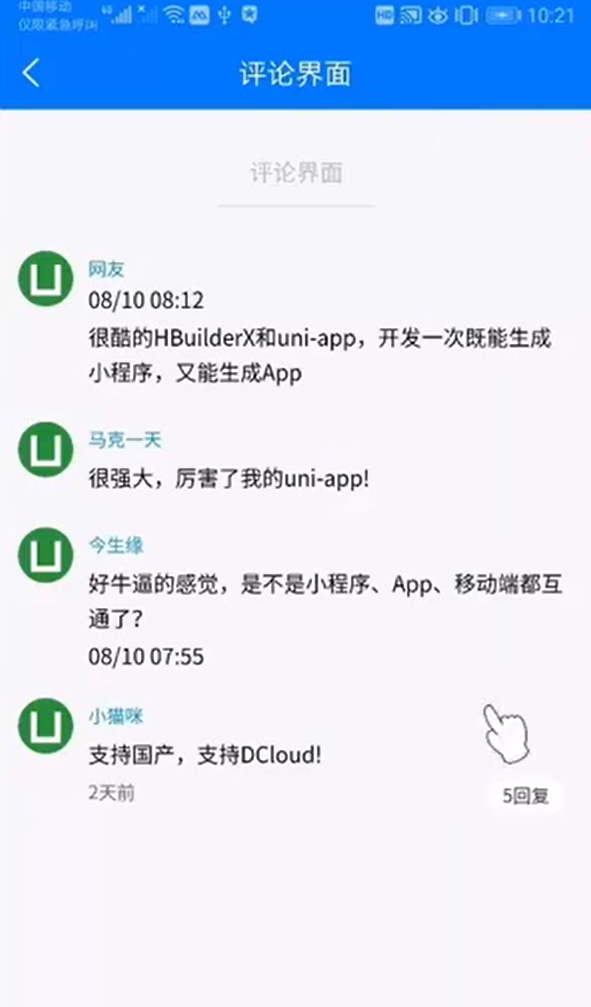 中国移动
仅限紧急呼叫
HD
10:21
评论界面
评论界面
网友
08/10 08:12
很酷的HBuilderX和uni-app，开发一次既能生成
小程序，又能生成App
马克一天
很强大，厉害了我的uni-app!
今生缘
好牛逼的感觉，是不是小程序、App、移动端都互
通了？
08/10 07:55
小猫咪
支持国产，支持DCloud!
2天前
5回复